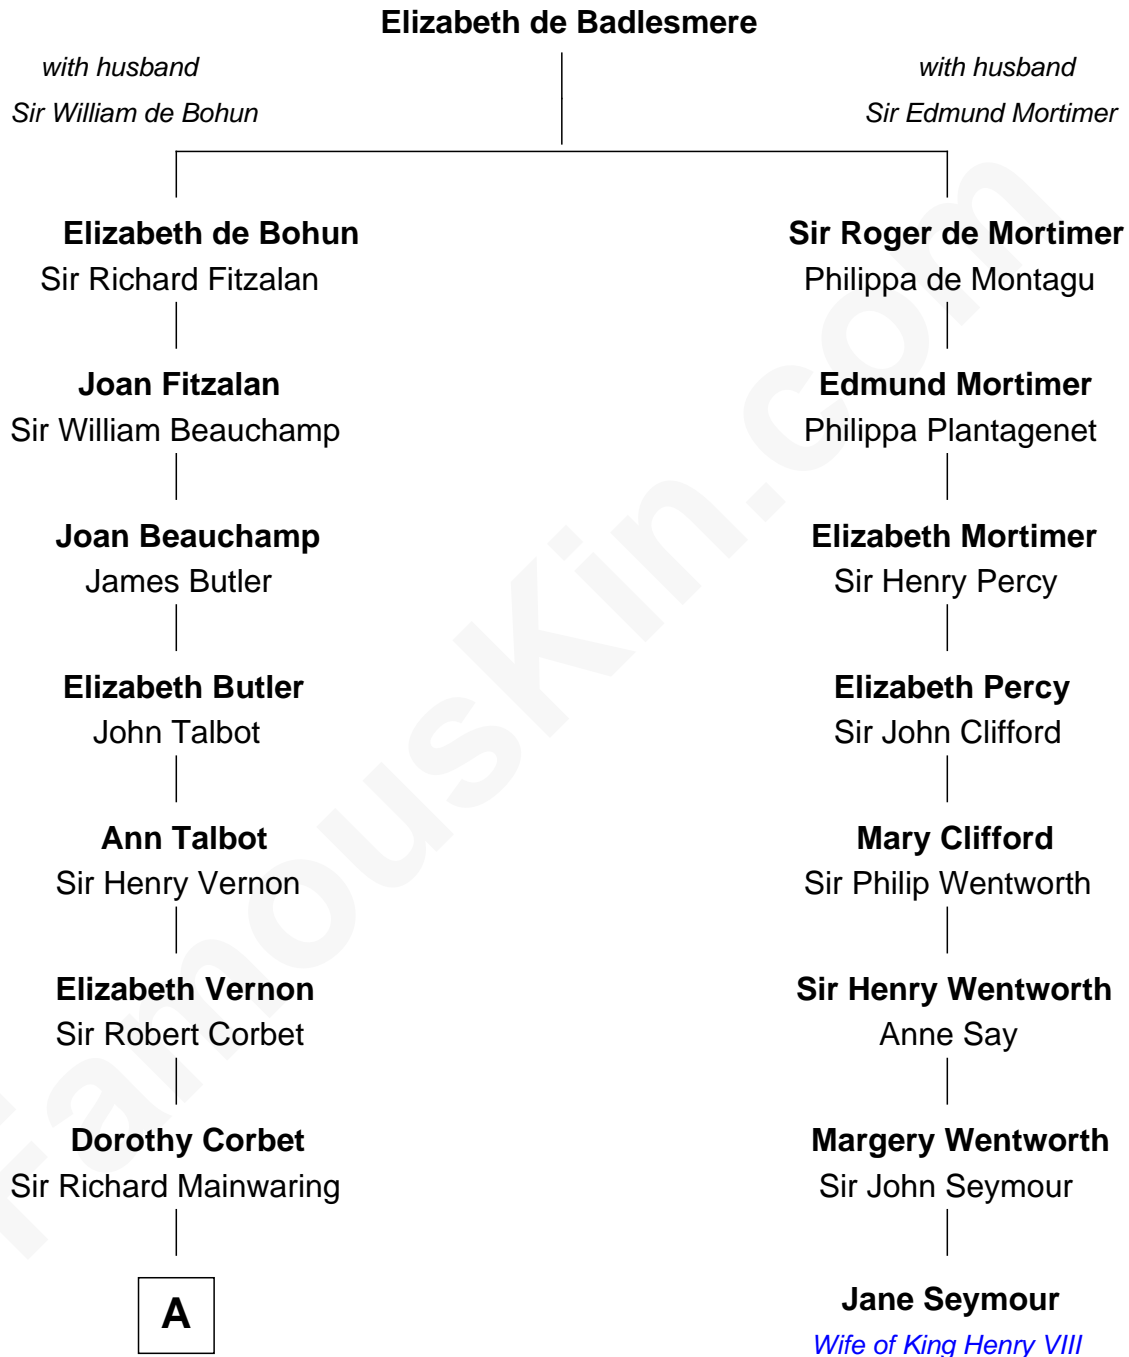 Elizabeth de Badlesmere
with husband
Sir William de Bohun
with husband
Sir Edmund Mortimer
Elizabeth de Bohun
Sir Richard Fitzalan
Sir Roger de Mortimer
Philippa de Montagu
Joan Fitzalan
Sir William Beauchamp
Edmund Mortimer
Philippa Plantagenet
Joan Beauchamp
James Butler
Elizabeth Mortimer
Sir Henry Percy
Elizabeth Butler
John Talbot
Elizabeth Percy
Sir John Clifford
Ann Talbot
Sir Henry Vernon
Mary Clifford
Sir Philip Wentworth
Elizabeth Vernon
Sir Robert Corbet
Sir Henry Wentworth
Anne Say
Dorothy Corbet
Sir Richard Mainwaring
Margery Wentworth
Sir John Seymour
A
Jane Seymour
Wife of King Henry VIII
FamousKin.com